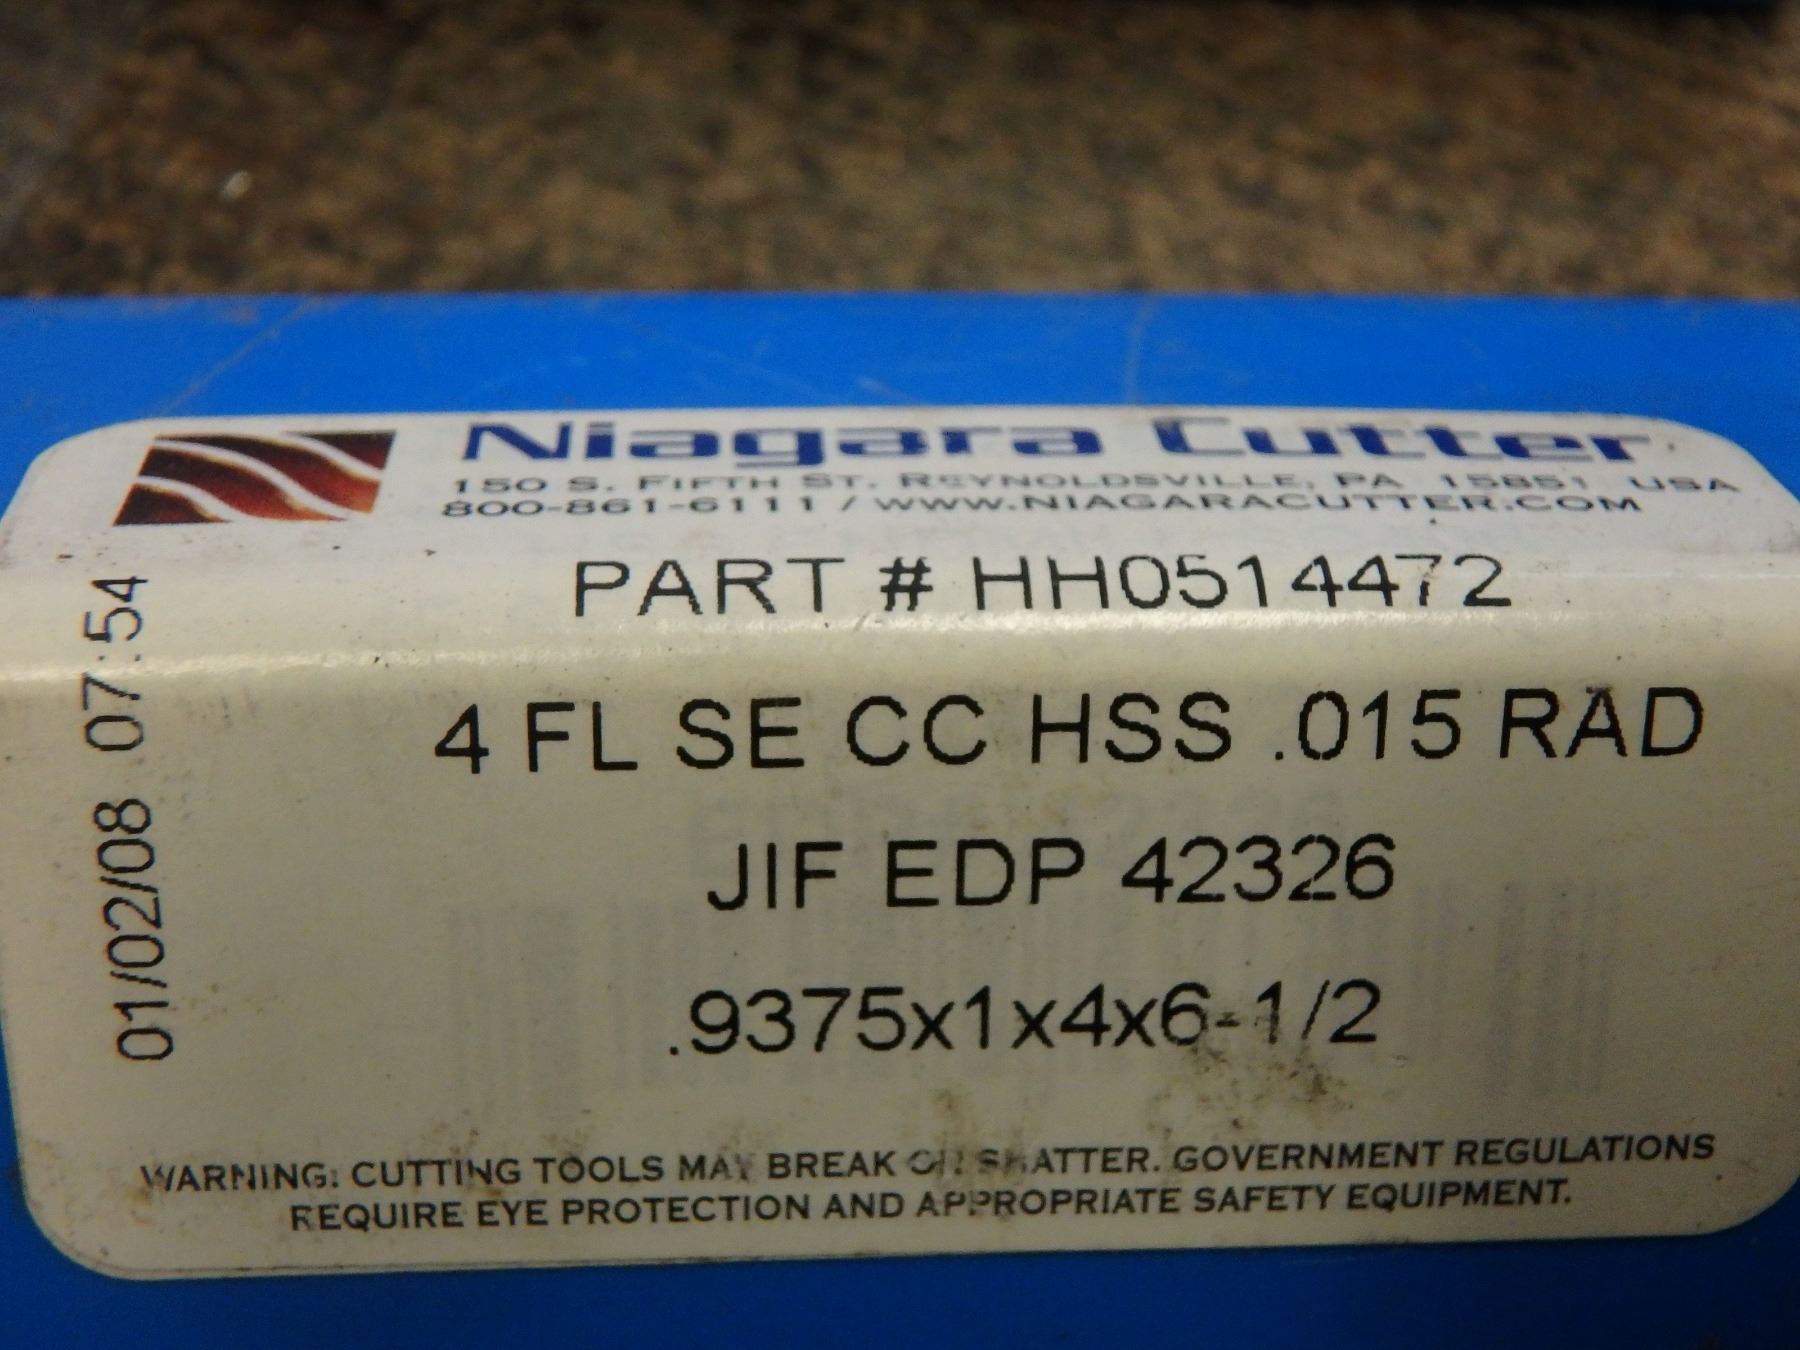 Niagara Cutter
150 S. FIFTH ST. REYNOLDSVILLE, PA 15851 USA
800-861-6111 / WWW.NIAGARACUTTER.COM
PART # HH0514472
4 FL SE CC HSS .015 RAD
JIF EDP 42326
.9375x1x4x6-1/2
WARNING: CUTTING TOOLS MAY BREAK OR SHATTER. GOVERNMENT REGULATIONS
REQUIRE EYE PROTECTION AND APPROPRIATE SAFETY EQUIPMENT.
01/02/08 07:54